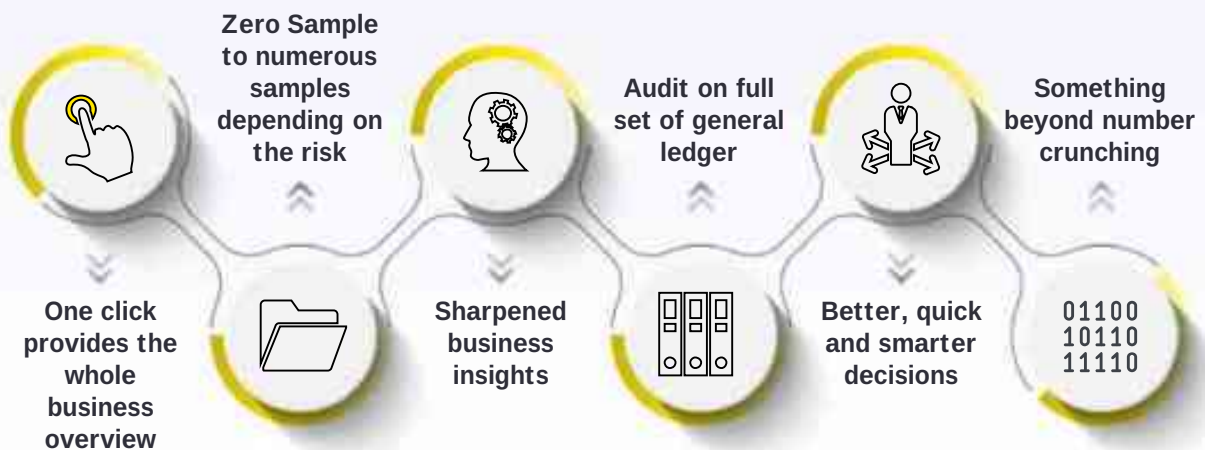 One click
provides the
whole
business
overview
Zero Sample
to numerous
samples
depending on
the risk
Sharpened
business
insights
Audit on full
set of general
ledger
Better, quick
and smarter
decisions
Something
beyond number
crunching
01100
10110
11110